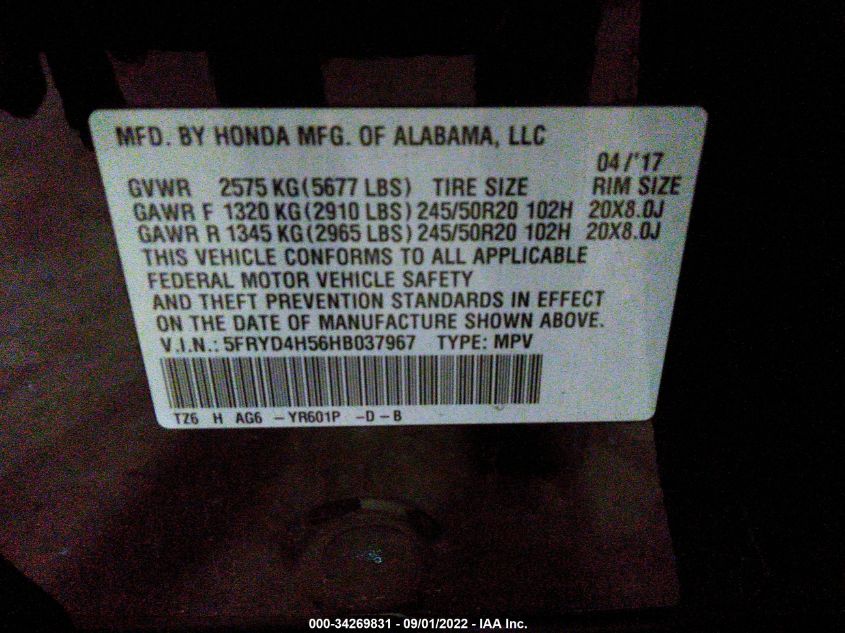 MFD. BY HONDA MFG. OF ALABAMA, LLC
04/'17
GVWR 2575 KG(5677 LBS) TIRE SIZE RIM SIZE
GAWR F 1320 KG(2910 LBS) 245/50R20 102H 20X8.0J
GAWR R 1345 KG(2965 LBS) 245/50R20 102H 20X8.0J
THIS VEHICLE CONFORMS TO ALL APPLICABLE
FEDERAL MOTOR VEHICLE SAFETY
AND THEFT PREVENTION STANDARDS IN EFFECT
ON THE DATE OF MANUFACTURE SHOWN ABOVE.
V.I.N.: 5FRYD4H56HB037967 TYPE: MPV
TZ6 H AG6 -YR601P -D-B
000-34269831 - 09/01/2022 - IAA Inc.